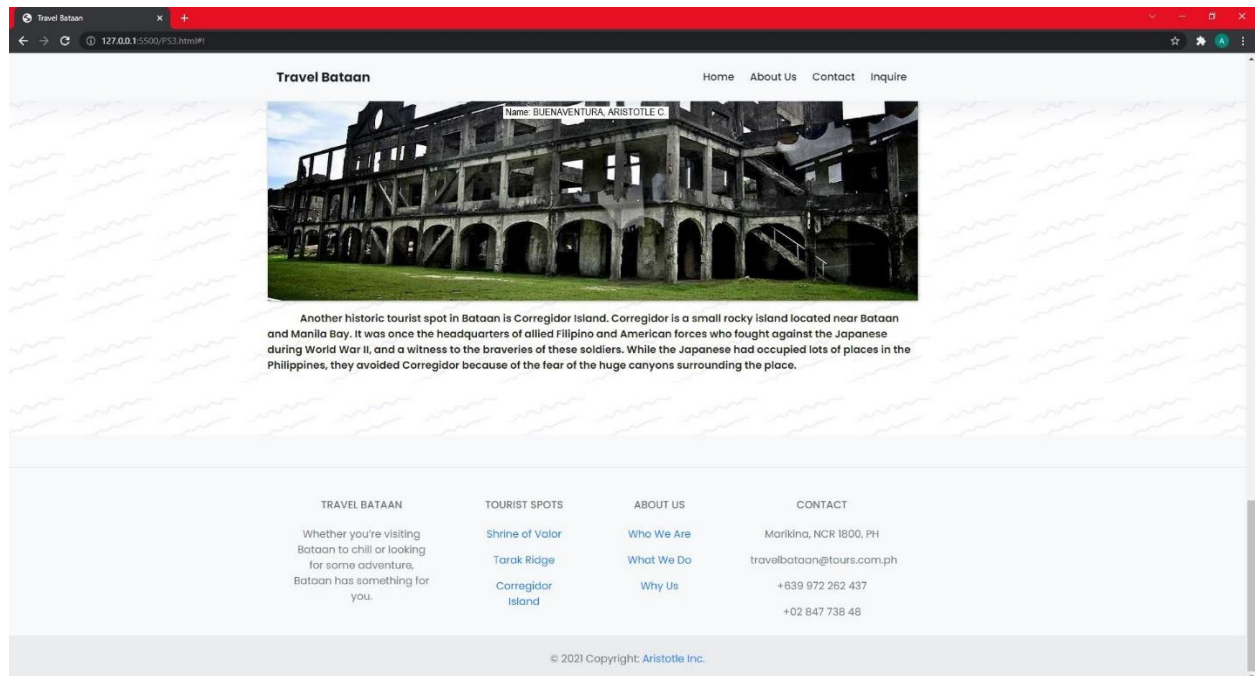 Travel Bataan
127.0.0.1:5500/PS3.html#!
A
Travel Bataan
Home About Us Contact Inquire
Name: BUENAVENTURA, ARISTOTLE C.
Another historic tourist spot in Bataan is Corregidor Island. Corregidor is a small rocky island located near Bataan
and Manila Bay. It was once the headquarters of allied Filipino and American forces who fought against the Japanese
during World War II, and a witness to the braveries of these soldiers. While the Japanese had occupied lots of places in the
Philippines, they avoided Corregidor because of the fear of the huge canyons surrounding the place.
TRAVEL BATAAN
Whether you're visiting
Bataan to chill or looking
for some adventure,
Bataan has something for
you.
TOURIST SPOTS
Shrine of Valor
Tarak Ridge
Corregidor
Island
ABOUT US
Who We Are
What We Do
Why Us
CONTACT
Marikina, NCR 1800, PH
travelbataan@tours.com.ph
+639 972 262 437
+02 847 738 48
© 2021 Copyright: Aristotle Inc.